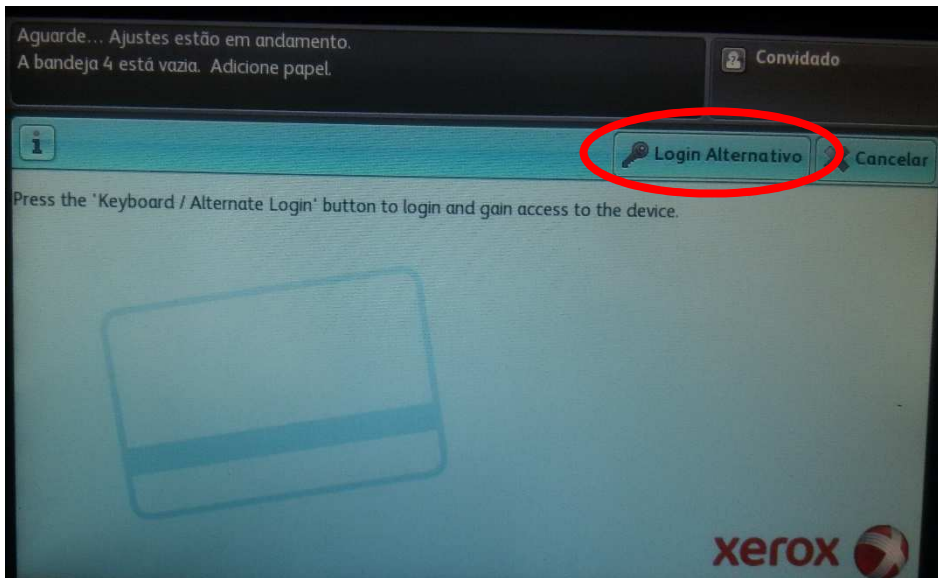 Aguarde... Ajustes estão em andamento.
A bandeja 4 está vazia. Adicione papel.
Convidado
i
Login Alternativo
Cancelar
Press the 'Keyboard / Alternate Login' button to login and gain access to the device.
xerox